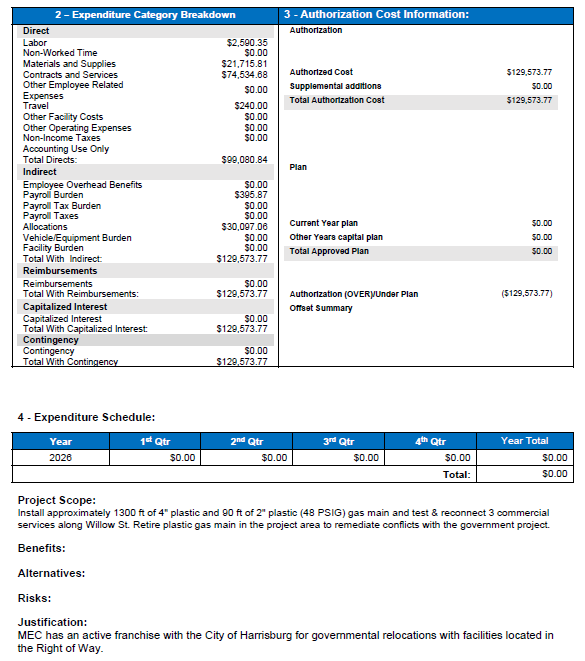 2 – Expenditure Category Breakdown
Direct
Labor $2,590.35
Non-Worked Time $0.00
Materials and Supplies $21,715.81
Contracts and Services $74,534.68
Other Employee Related
Expenses $0.00
Travel $240.00
Other Facility Costs $0.00
Other Operating Expenses $0.00
Non-Income Taxes $0.00
Accounting Use Only
Total Directs: $99,080.84
Indirect
Employee Overhead Benefits $0.00
Payroll Burden $395.87
Payroll Tax Burden $0.00
Payroll Taxes $0.00
Allocations $30,097.06
Vehicle/Equipment Burden $0.00
Facility Burden $0.00
Total With Indirect: $129,573.77
Reimbursements
Reimbursements $0.00
Total With Reimbursements: $129,573.77
Capitalized Interest
Capitalized Interest $0.00
Total With Capitalized Interest: $129,573.77
Contingency
Contingency $0.00
Total With Contingency $129,573.77
3 - Authorization Cost Information:
Authorization
Authorized Cost $129,573.77
Supplemental additions $0.00
Total Authorization Cost $129,573.77
Plan
Current Year plan $0.00
Other Years capital plan $0.00
Total Approved Plan $0.00
Authorization (OVER)/Under Plan ($129,573.77)
Offset Summary
4 - Expenditure Schedule:
Year 1st Qtr 2nd Qtr 3rd Qtr 4th Qtr Year Total
2026 $0.00 $0.00 $0.00 $0.00 $0.00
Total: $0.00
Project Scope:
Install approximately 1300 ft of 4" plastic and 90 ft of 2" plastic (48 PSIG) gas main and test & reconnect 3 commercial
services along Willow St. Retire plastic gas main in the project area to remediate conflicts with the government project.
Benefits:
Alternatives:
Risks:
Justification:
MEC has an active franchise with the City of Harrisburg for governmental relocations with facilities located in
the Right of Way.